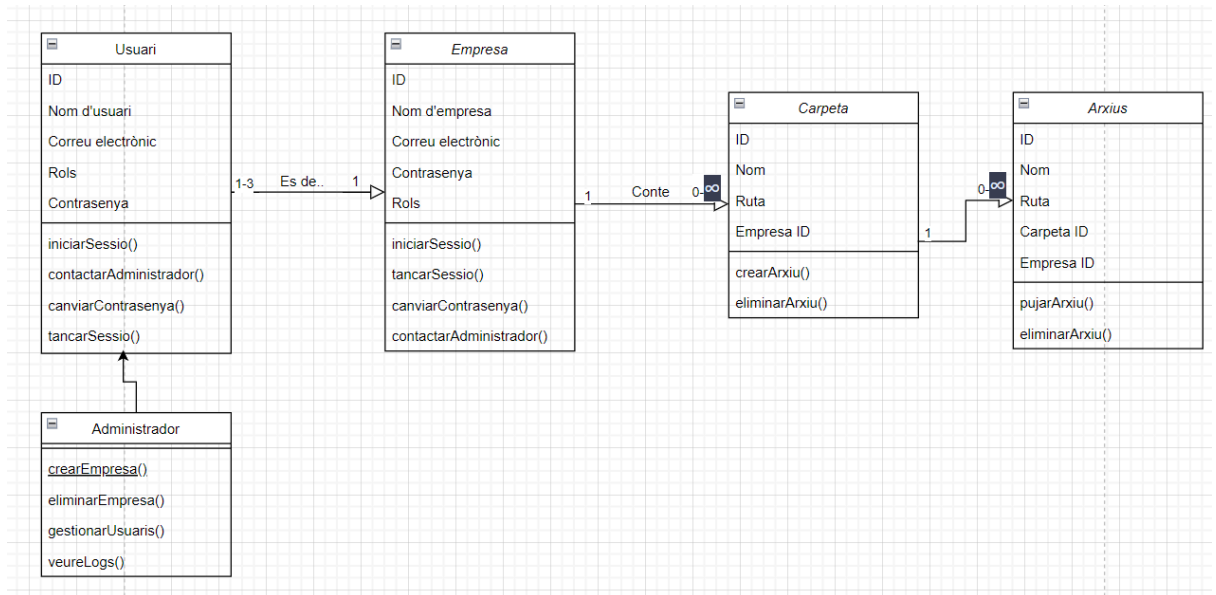 Usuari
ID
Nom d'usuari
Correu electrònic
Rols
Contrasenya
iniciarSessio()
contactarAdministrador()
canviarContrasenya()
tancarSessio()
1-3
Es de..
1
Empresa
ID
Nom d'empresa
Correu electrònic
Contrasenya
Rols
iniciarSessio()
tancarSessio()
canviarContrasenya()
contactarAdministrador()
1
Conte
0-∞
Carpeta
ID
Nom
Ruta
Empresa ID
crearArxiu()
eliminarArxiu()
1
0-∞
Arxius
ID
Nom
Ruta
Carpeta ID
Empresa ID
pujarArxiu()
eliminarArxiu()
Administrador
crearEmpresa()
eliminarEmpresa()
gestionarUsuaris()
veureLogs()